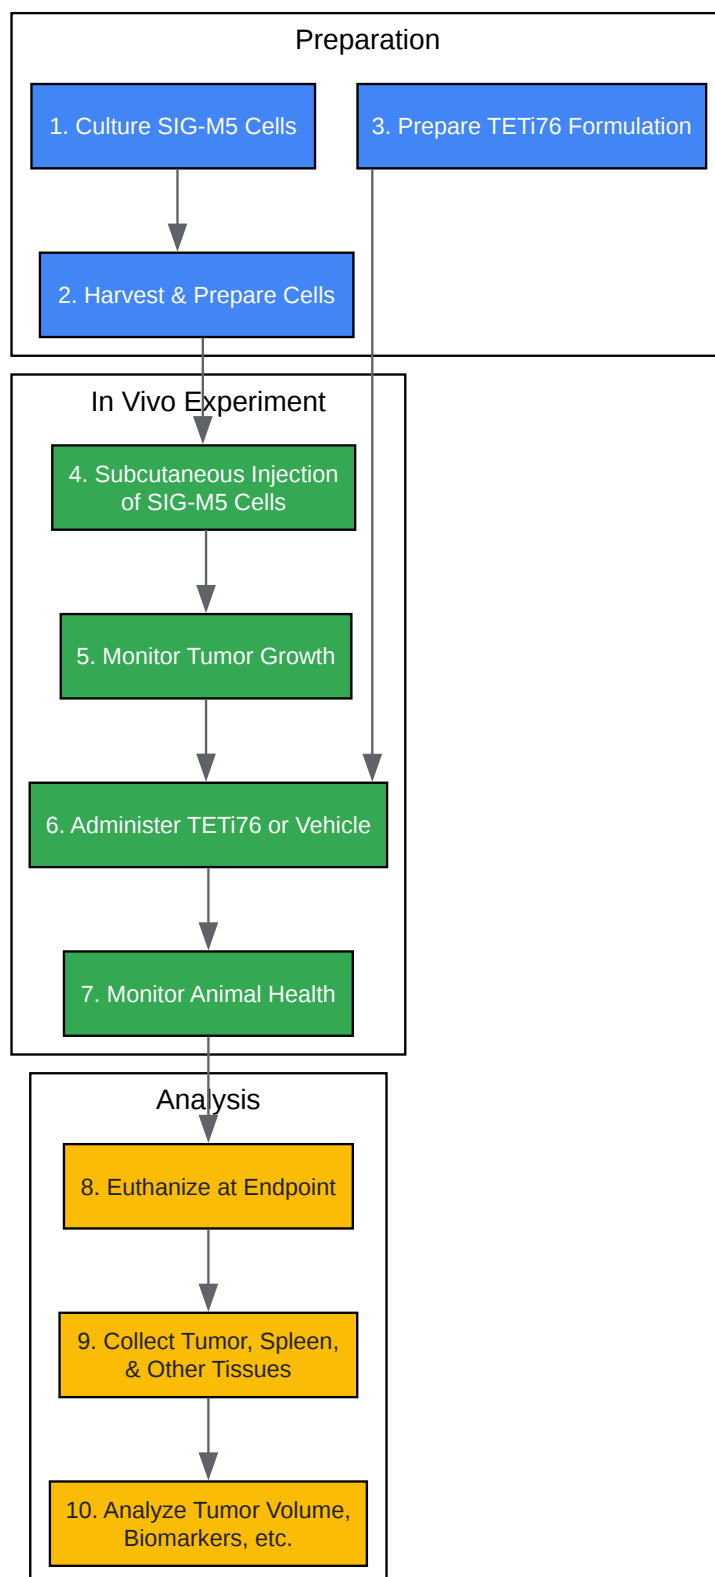 Preparation
1. Culture SIG-M5 Cells
3. Prepare TETi76 Formulation
2. Harvest & Prepare Cells
In Vivo Experiment
4. Subcutaneous Injection
of SIG-M5 Cells
5. Monitor Tumor Growth
6. Administer TETi76 or Vehicle
7. Monitor Animal Health
Analysis
8. Euthanize at Endpoint
9. Collect Tumor, Spleen,
& Other Tissues
10. Analyze Tumor Volume,
Biomarkers, etc.